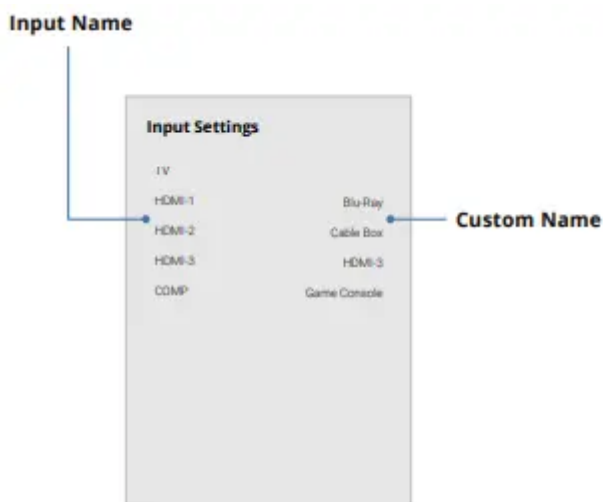 Input Name
Input Settings
TV
HDMI-1 Blu-Ray
HDMI-2 Cable Box
HDMI-3 HDMI-3
COMP Game Console
Custom Name